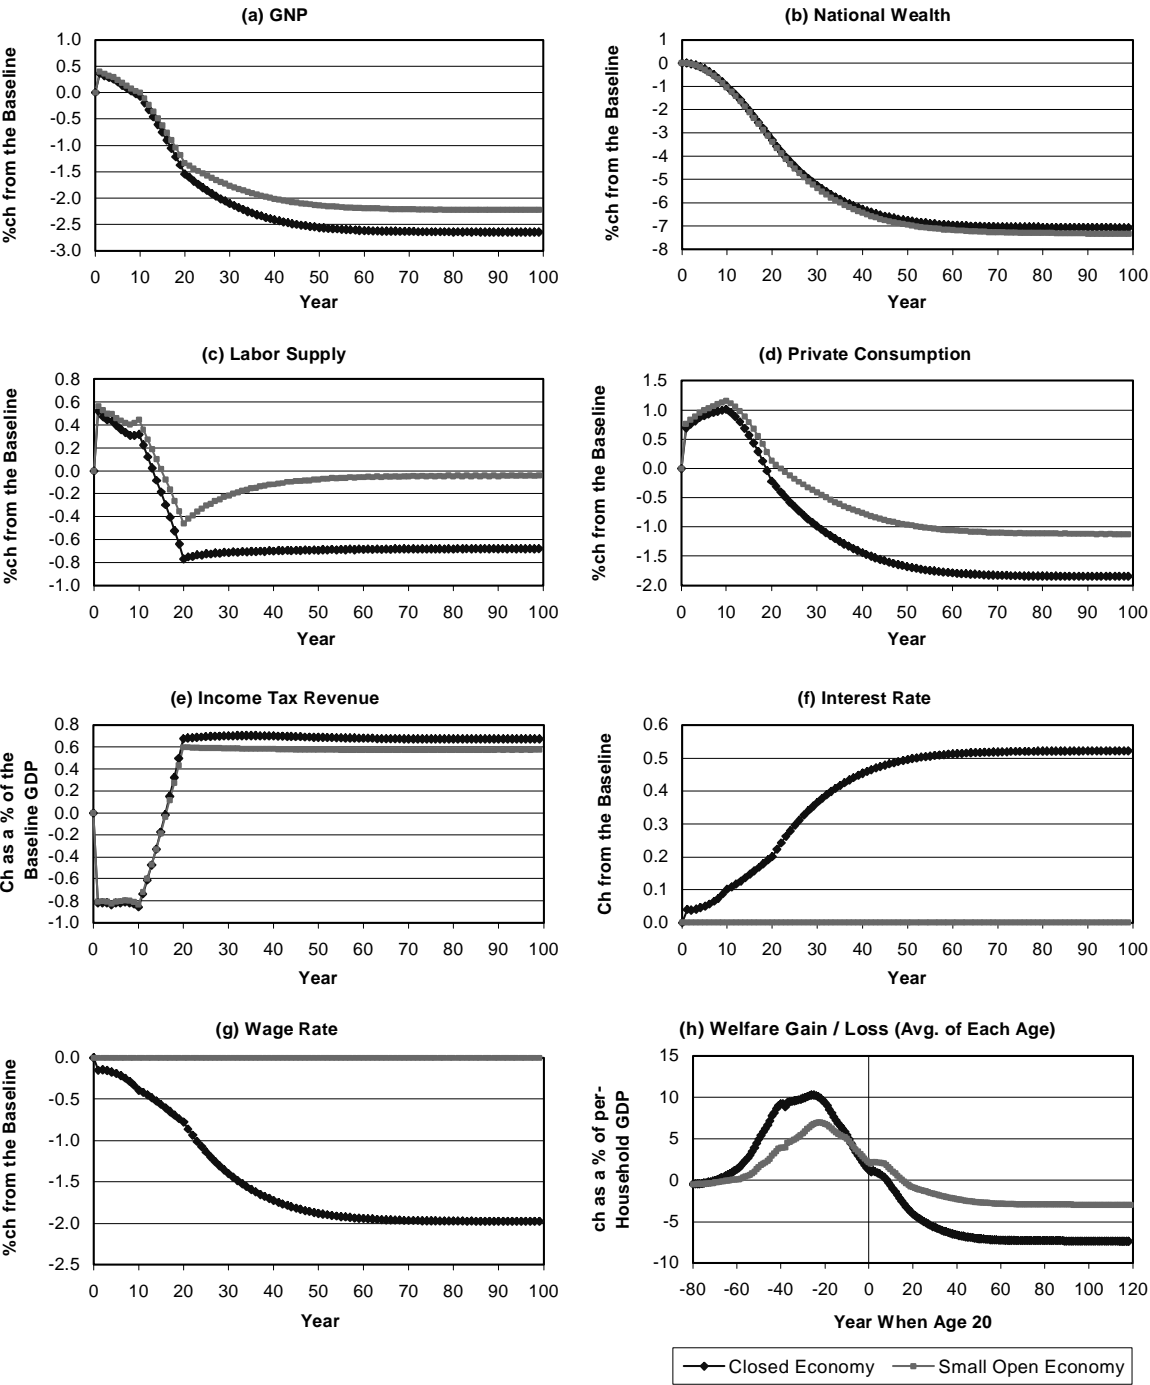 (a) GNP
%ch from the Baseline
1.0
0.5
0.0
-0.5
-1.0
-1.5
-2.0
-2.5
-3.0
0 10 20 30 40 50 60 70 80 90 100
Year
(b) National Wealth
%ch from the Baseline
1
0
-1
-2
-3
-4
-5
-6
-7
-8
0 10 20 30 40 50 60 70 80 90 100
Year
(c) Labor Supply
%ch from the Baseline
0.8
0.6
0.4
0.2
0.0
-0.2
-0.4
-0.6
-0.8
-1.0
0 10 20 30 40 50 60 70 80 90 100
Year
(d) Private Consumption
%ch from the Baseline
1.5
1.0
0.5
0.0
-0.5
-1.0
-1.5
-2.0
0 10 20 30 40 50 60 70 80 90 100
Year
(e) Income Tax Revenue
Ch as a % of the
Baseline GDP
0.8
0.6
0.4
0.2
0.0
-0.2
-0.4
-0.6
-0.8
-1.0
0 10 20 30 40 50 60 70 80 90 100
Year
(f) Interest Rate
Ch from the Baseline
0.6
0.5
0.4
0.3
0.2
0.1
0.0
0 10 20 30 40 50 60 70 80 90 100
Year
(g) Wage Rate
%ch from the Baseline
0.0
-0.5
-1.0
-1.5
-2.0
-2.5
0 10 20 30 40 50 60 70 80 90 100
Year
(h) Welfare Gain / Loss (Avg. of Each Age)
ch as a % of per-
Household GDP
15
10
5
0
-5
-10
-80 -60 -40 -20 0 20 40 60 80 100 120
Year When Age 20
Closed Economy Small Open Economy